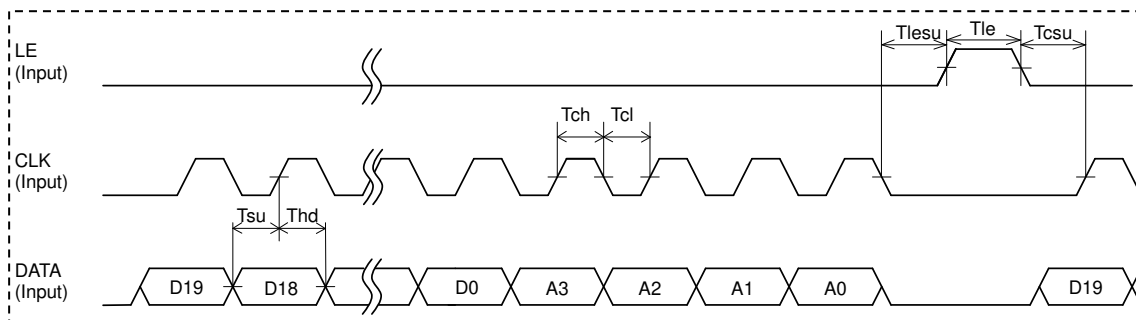 LE
(Input)
Tlesu Tle Tcsu
CLK
(Input)
Tch Tcl
Tsu Thd
DATA
(Input)
D19 D18 D0 A3 A2 A1 A0 D19